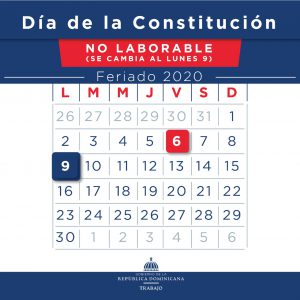 Día de la Constitución
NO LABORABLE
(SE CAMBIA AL LUNES 9)
Feriado 2020
L M M J V S D
26 27 28 29 30 31 1
2 3 4 5 6 7 8
9 10 11 12 13 14 15
16 17 18 19 20 21 22
23 24 25 26 27 28 29
30 1 2 3 4 5 6
GOBIERNO DE LA
REPÚBLICA DOMINICANA
TRABAJO